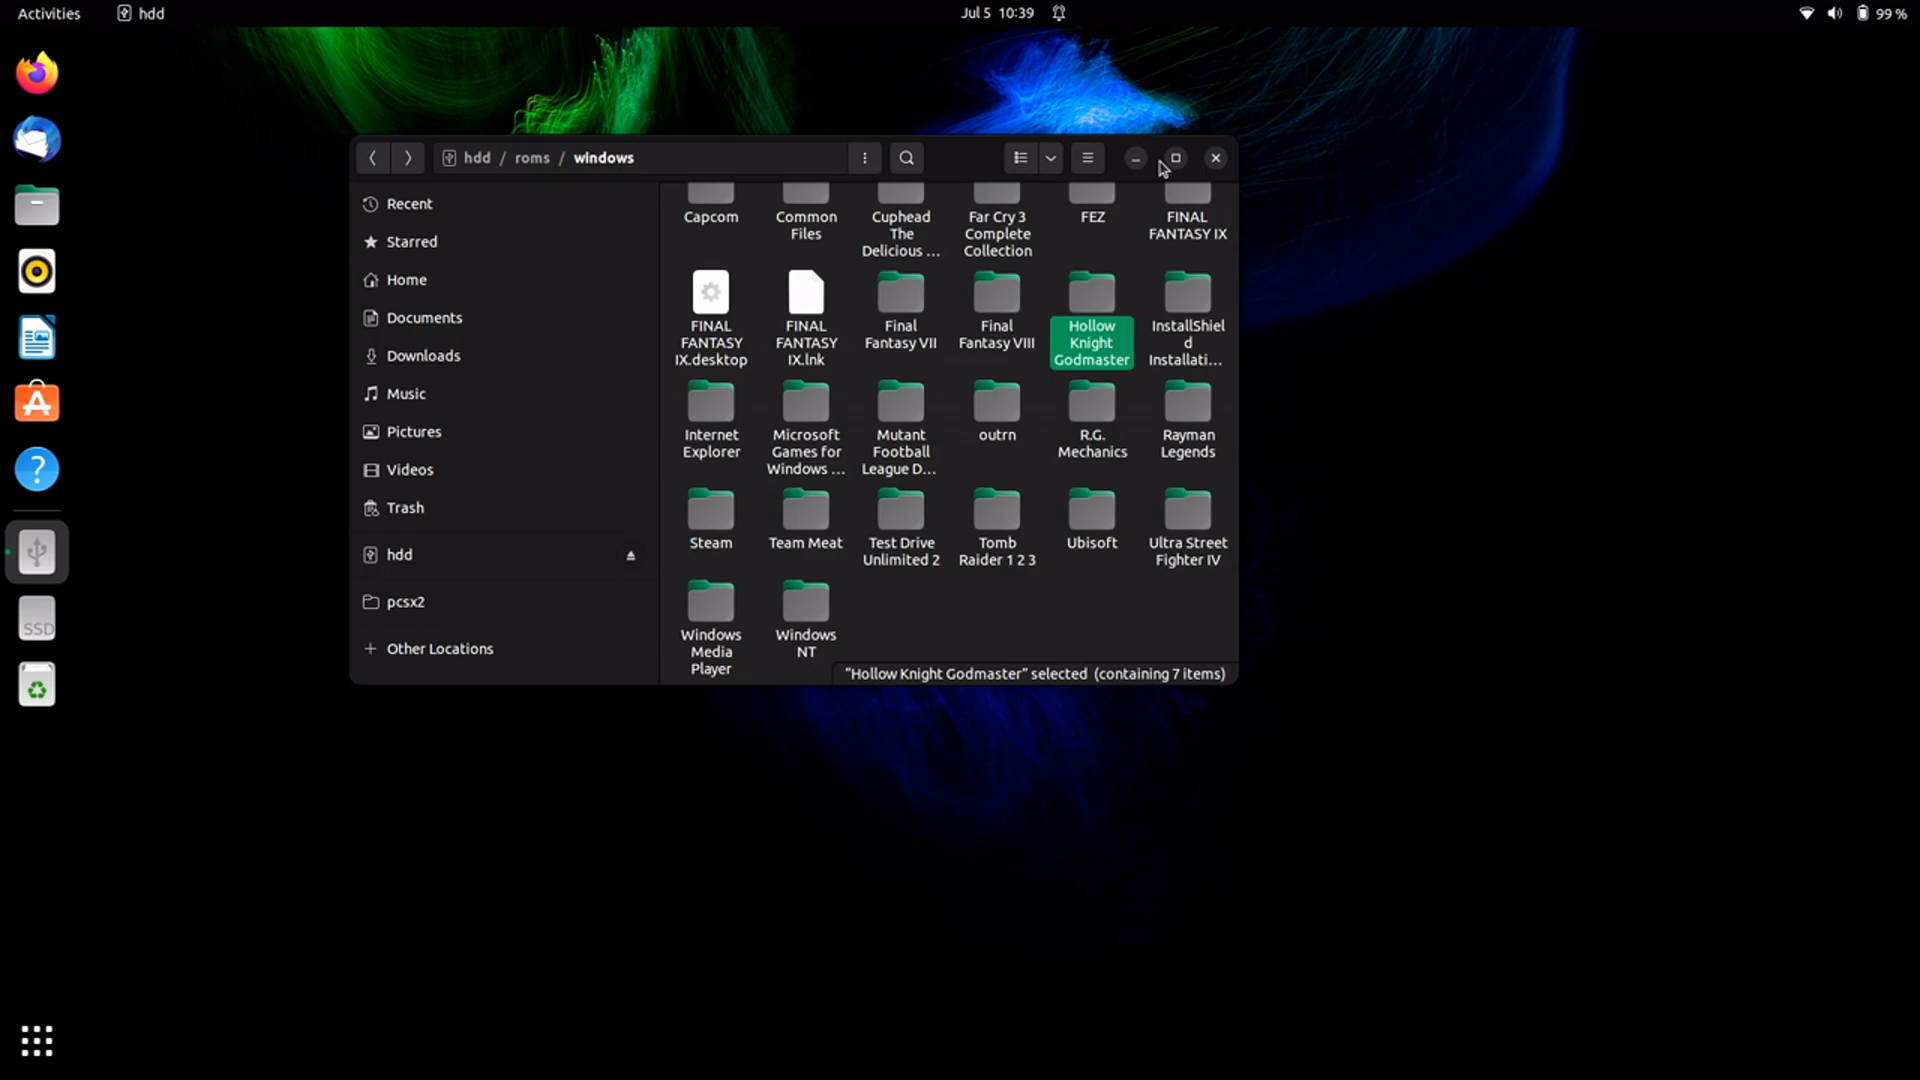 Activities
hdd
Jul 5 10:39
99 %
hdd / roms / windows
Recent
Starred
Home
Documents
Downloads
Music
Pictures
Videos
Trash
hdd
pcsx2
Other Locations
Capcom
Common
Files
Cuphead
The
Delicious ...
Far Cry 3
Complete
Collection
FEZ
FINAL
FANTASY IX
FINAL
FANTASY
IX.desktop
FINAL
FANTASY
IX.lnk
Final
Fantasy VII
Final
Fantasy VIII
Hollow
Knight
Godmaster
InstallShiel
d
Installati...
Internet
Explorer
Microsoft
Games for
Windows ...
Mutant
Football
League D...
outrn
R.G.
Mechanics
Rayman
Legends
Steam
Team Meat
Test Drive
Unlimited 2
Tomb
Raider 1 2 3
Ubisoft
Ultra Street
Fighter IV
Windows
Media
Player
Windows
NT
"Hollow Knight Godmaster" selected (containing 7 items)
SSD